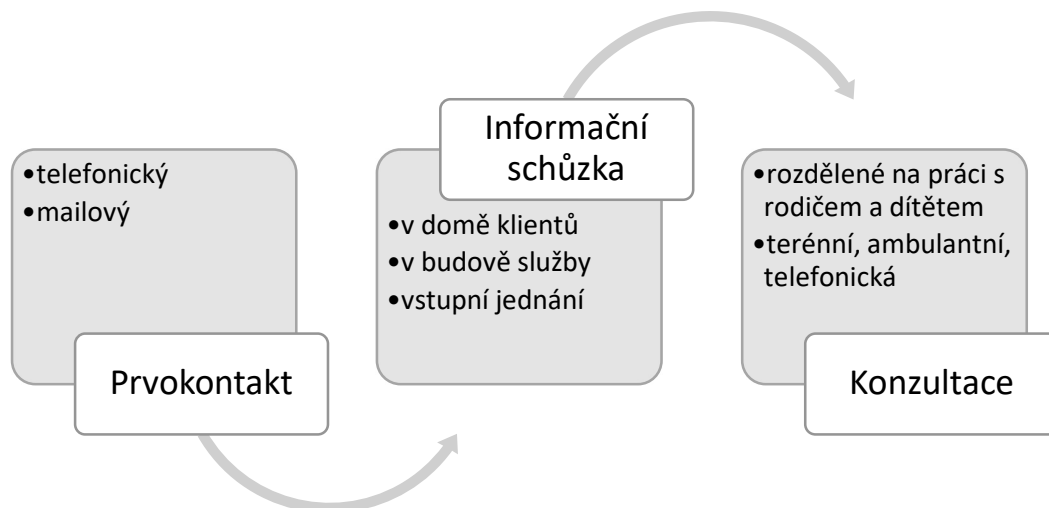 •telefonický
•mailový
Prvokontakt
Informační
schůzka
•v domě klientů
•v budově služby
•vstupní jednání
•rozdělené na práci s
rodičem a dítětem
•terénní, ambulantní,
telefonická
Konzultace